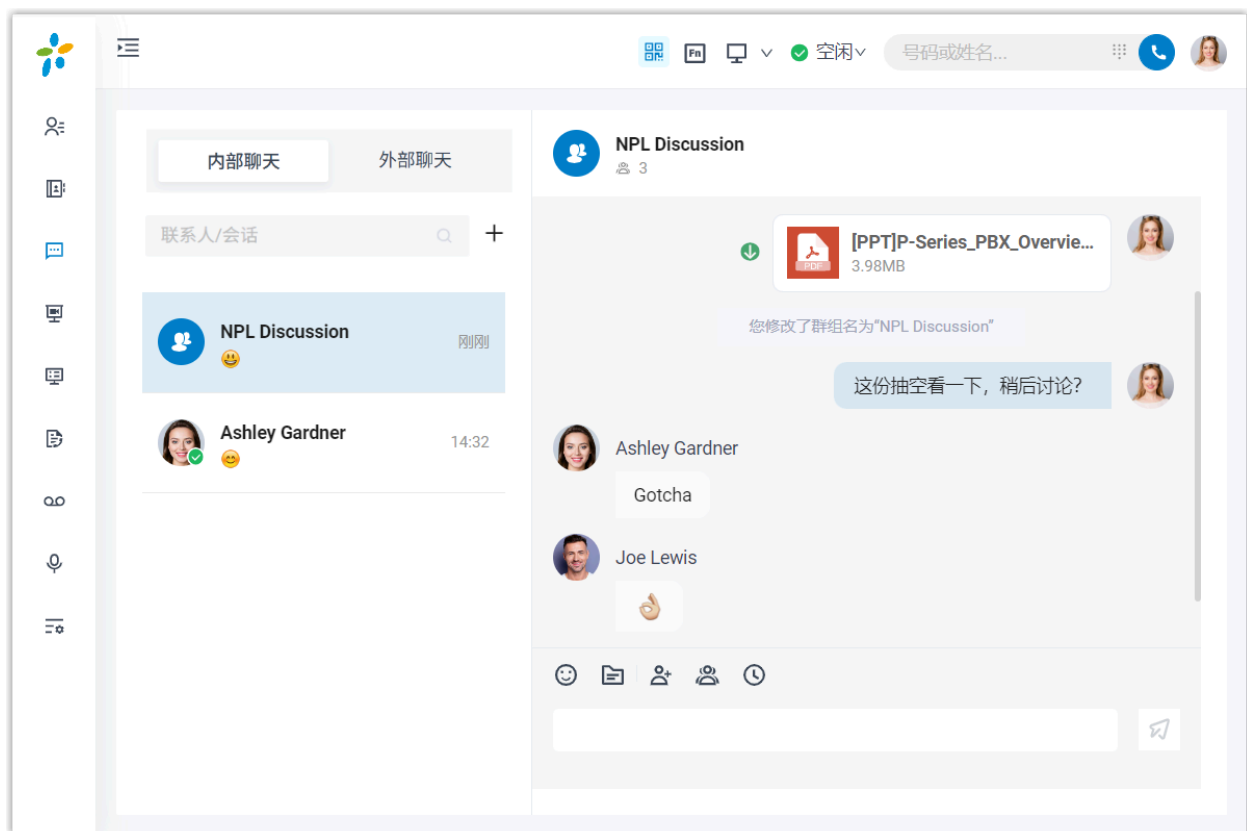 Fn
空闲
号码或姓名...
内部聊天
外部聊天
联系人/会话
NPL Discussion
刚刚
Ashley Gardner
14:32
NPL Discussion
3
PDF
[PPT]P-Series_PBX_Overvie...
3.98MB
您修改了群组名为"NPL Discussion"
这份抽空看一下，稍后讨论？
Ashley Gardner
Gotcha
Joe Lewis